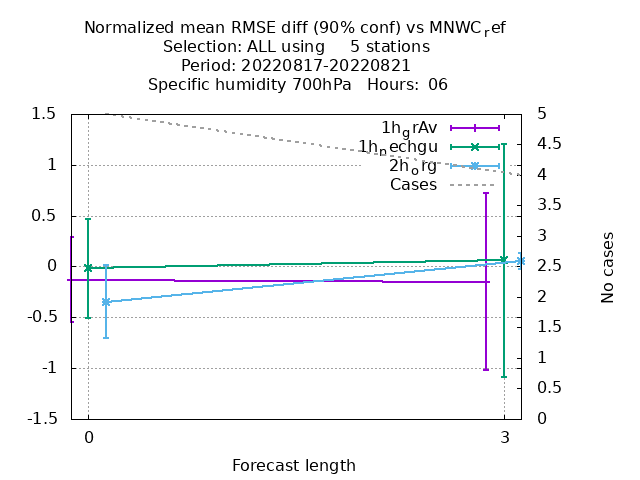 Normalized mean RMSE diff (90% conf) vs MNWC_ref
Selection: ALL using     5 stations
Period: 20220817-20220821
Specific humidity 700hPa   Hours:  06
1.5
1
0.5
0
-0.5
-1
-1.5
5
4.5
4
3.5
3
2.5
2
1.5
1
0.5
0
1h_grAv
1h_nechgu
2h_org
Cases
No cases
0
3
Forecast length